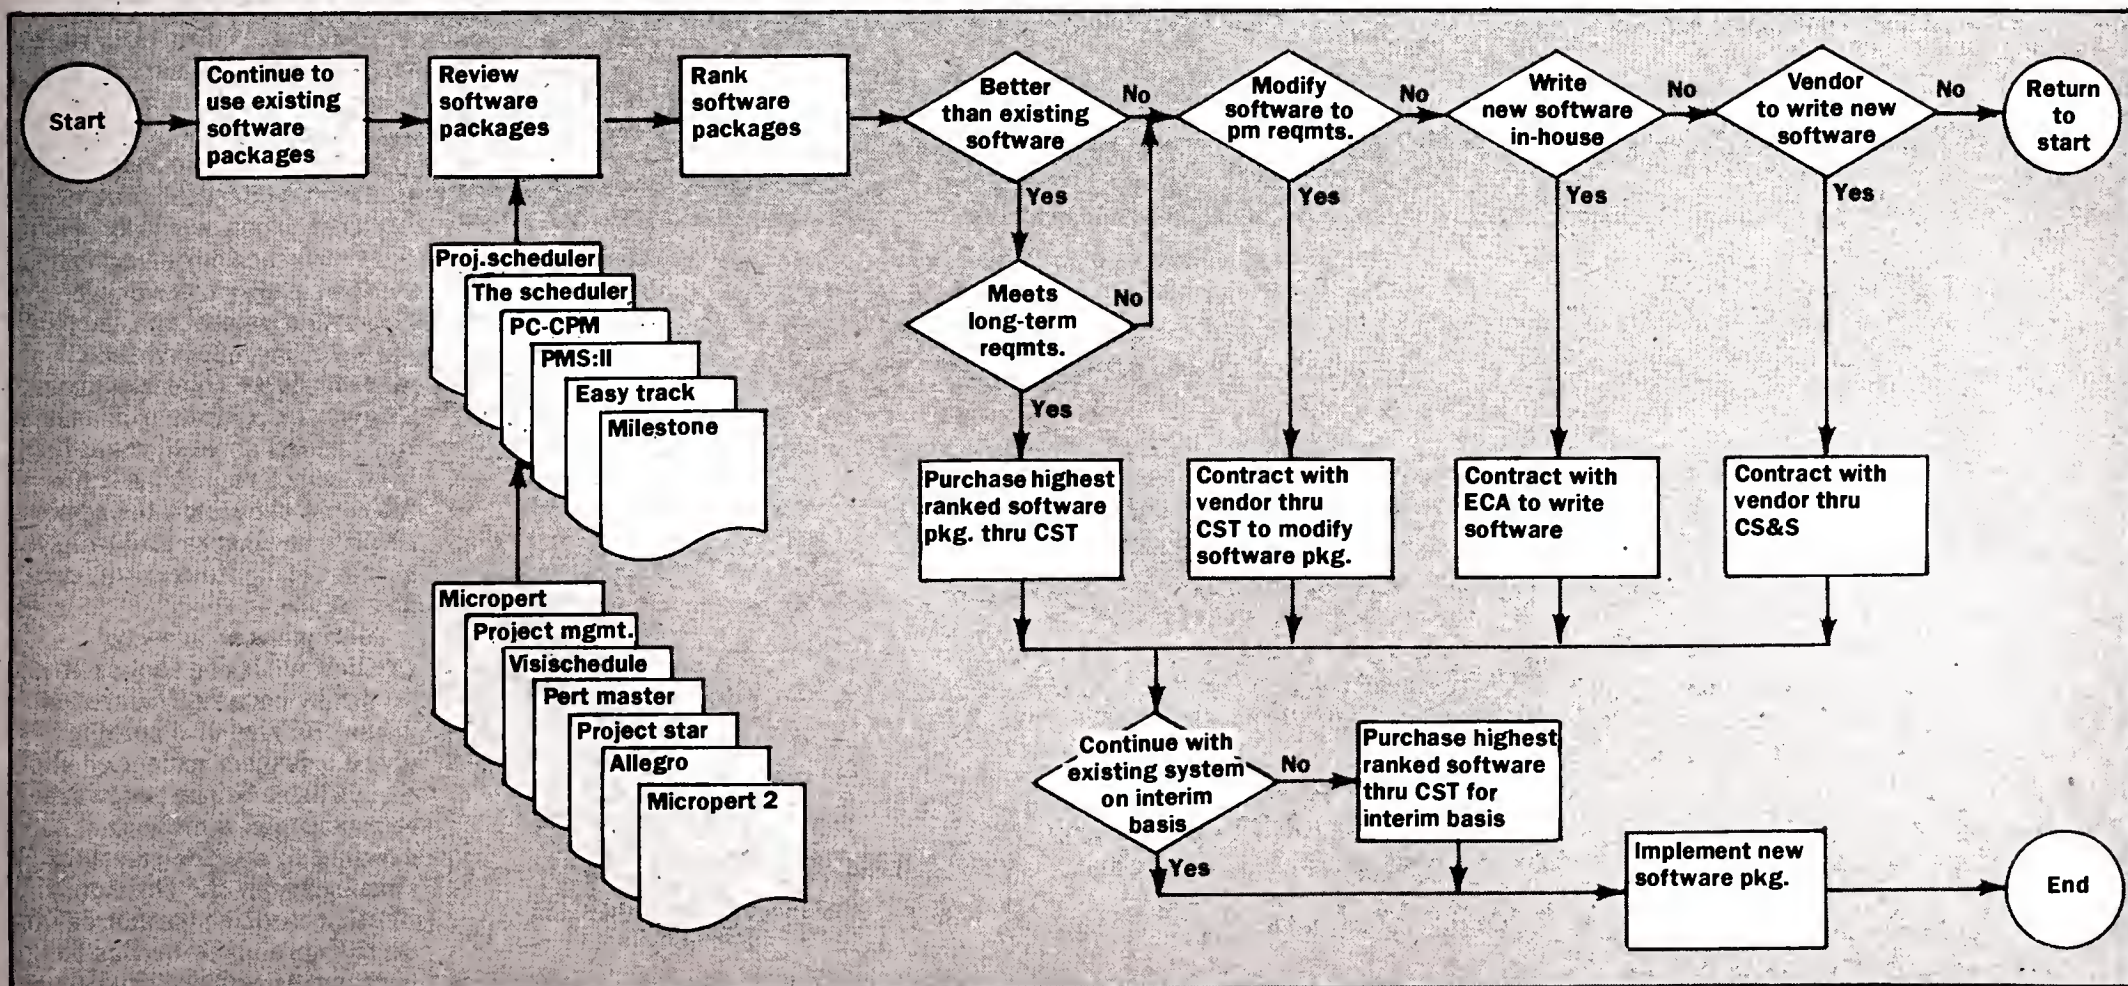 Start
Continue to
use existing
software
packages
Review
software
packages
Rank
software
packages
Better
than existing
software
No
Yes
Modify
software to
pm reqmts.
No
Yes
Write
new software
in-house
No
Yes
Vendor
to write new
software
No
Yes
Return
to
start
Proj.scheduler
The scheduler
PC-CPM
PMS:II
Easy track
Milestone
Meets
long-term
reqmts.
No
Yes
Purchase highest
ranked software
pkg. thru CST
Contract with
vendor thru
CST to modify
software pkg.
Contract with
ECA to write
software
Contract with
vendor thru
CS&S
Micropert
Project mgmt.
Visischedule
Pert master
Project star
Allegro
Micropert 2
Continue with
existing system
on interim
basis
No
Yes
Purchase highest
ranked software
thru CST for
interim basis
Implement new
software pkg.
End